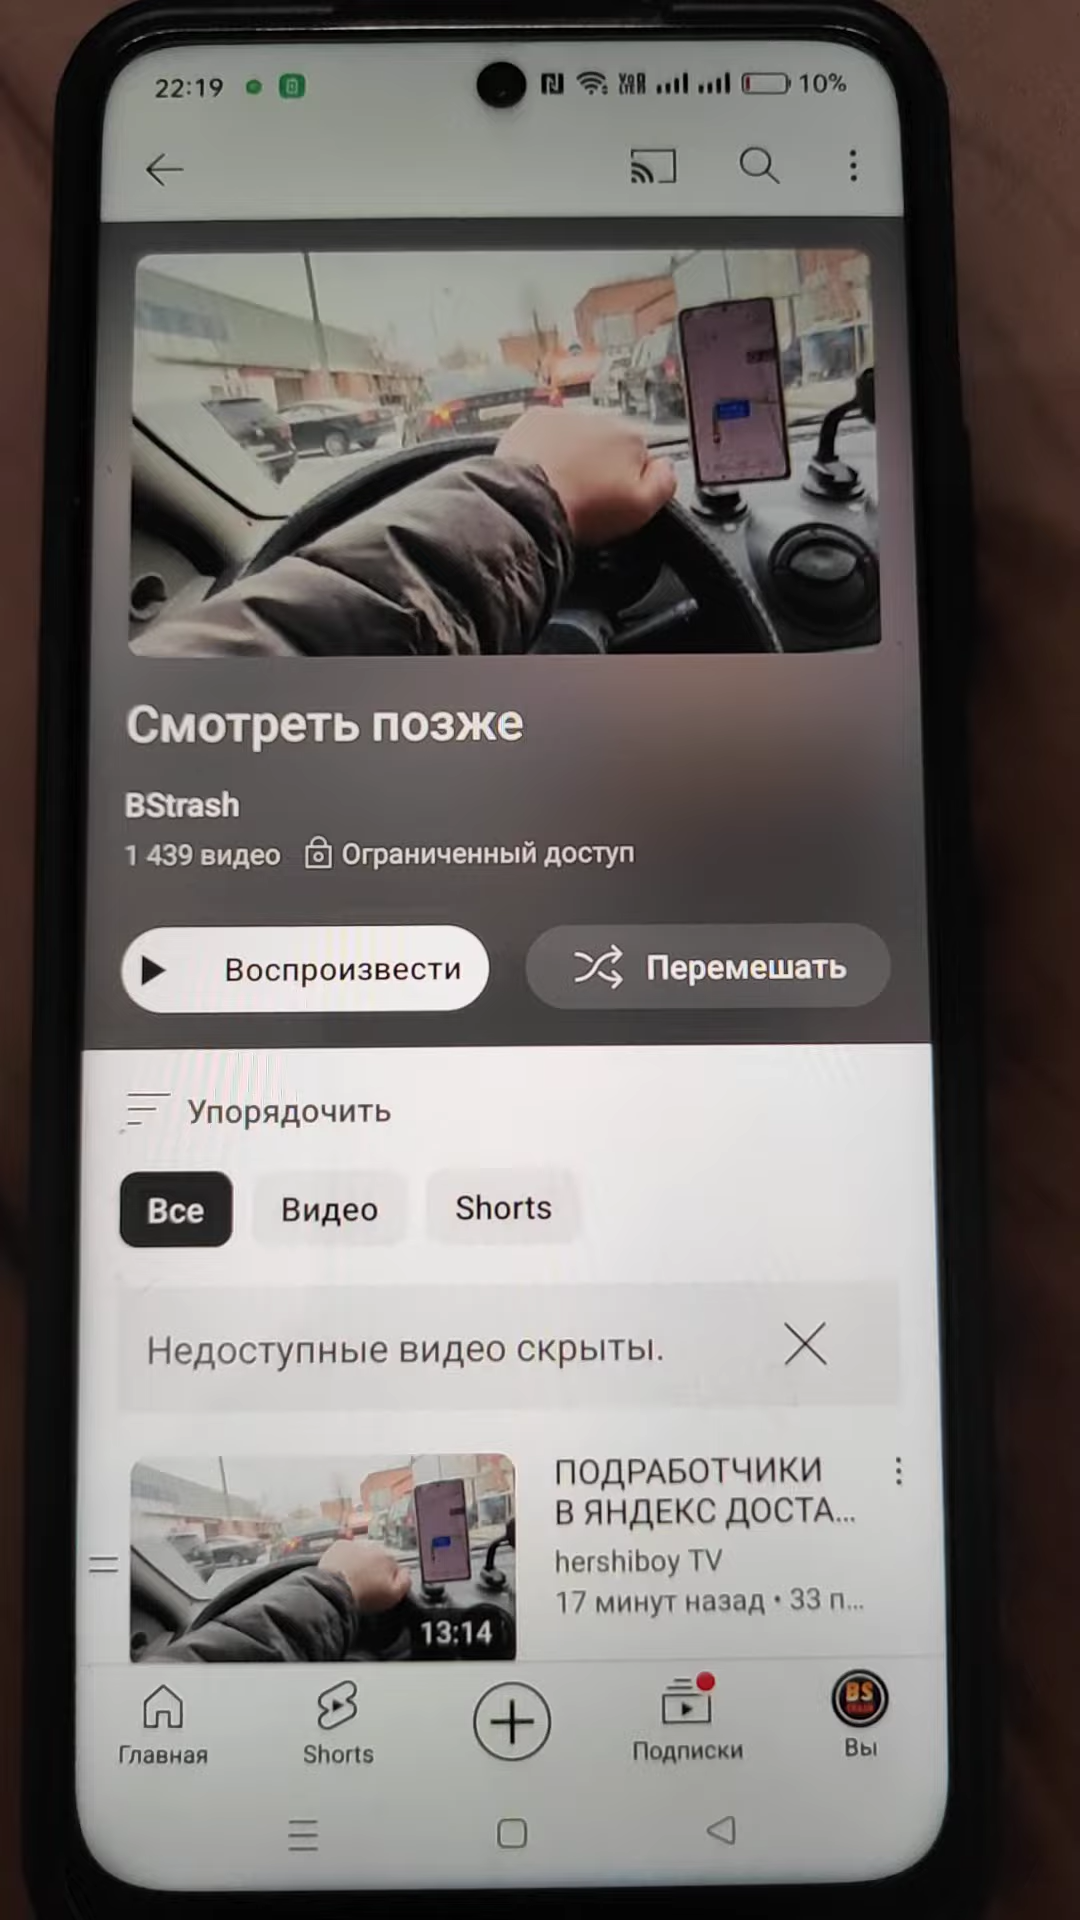 22:19
10%
Смотреть позже
BStrash
1 439 видео Ограниченный доступ
Воспроизвести
Перемешать
Упорядочить
Все
Видео
Shorts
Недоступные видео скрыты.
ПОДРАБОТЧИКИ
В ЯНДЕКС ДОСТА...
hershiboy TV
17 минут назад • 33 п...
13:14
Главная
Shorts
Подписки
BS
Вы